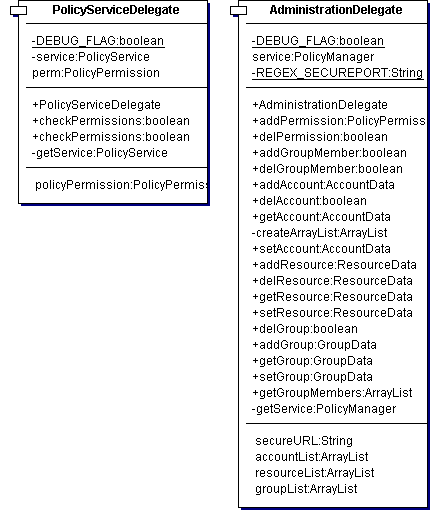 PolicyServiceDelegate
-DEBUG_FLAG:boolean
-service:PolicyService
perm:PolicyPermission
+PolicyServiceDelegate
+checkPermissions:boolean
+checkPermissions:boolean
-getService:PolicyService
policyPermission:PolicyPermiss
AdministrationDelegate
-DEBUG_FLAG:boolean
service:PolicyManager
-REGEX_SECUREPORT:String
+AdministrationDelegate
+addPermission:PolicyPermiss
+delPermission:boolean
+addGroupMember:boolean
+delGroupMember:boolean
+addAccount:AccountData
+delAccount:boolean
+getAccount:AccountData
-createArrayList:ArrayList
+setAccount:AccountData
+addResource:ResourceData
+delResource:ResourceData
+getResource:ResourceData
+setResource:ResourceData
+delGroup:boolean
+addGroup:GroupData
+getGroup:GroupData
+setGroup:GroupData
+getGroupMembers:ArrayList
-getService:PolicyManager
secureURL:String
accountList:ArrayList
resourceList:ArrayList
groupList:ArrayList